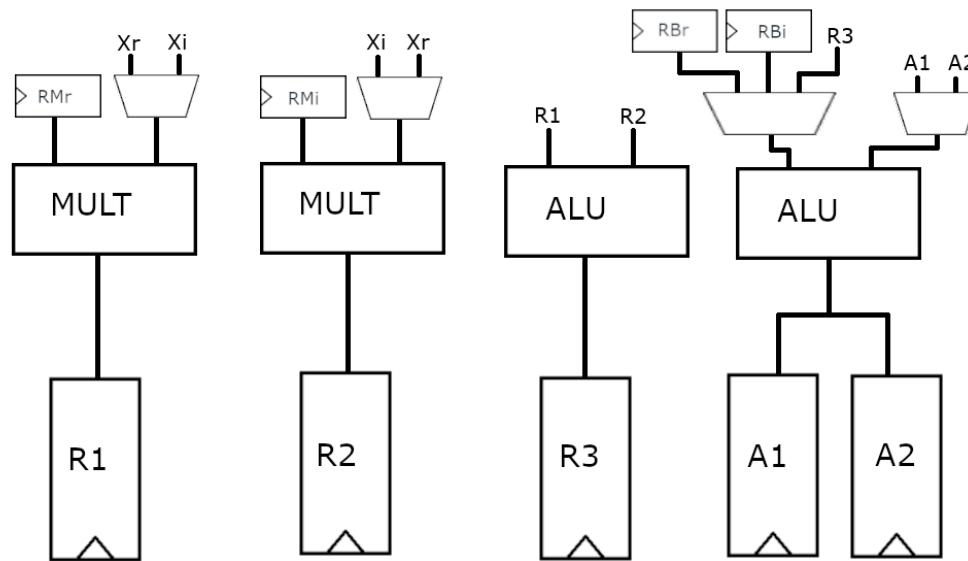 Xr Xi
RMr
MULT
R1
Xi Xr
RMi
MULT
R2
R1 R2
ALU
R3
RBr RBi R3
A1 A2
ALU
A1 A2